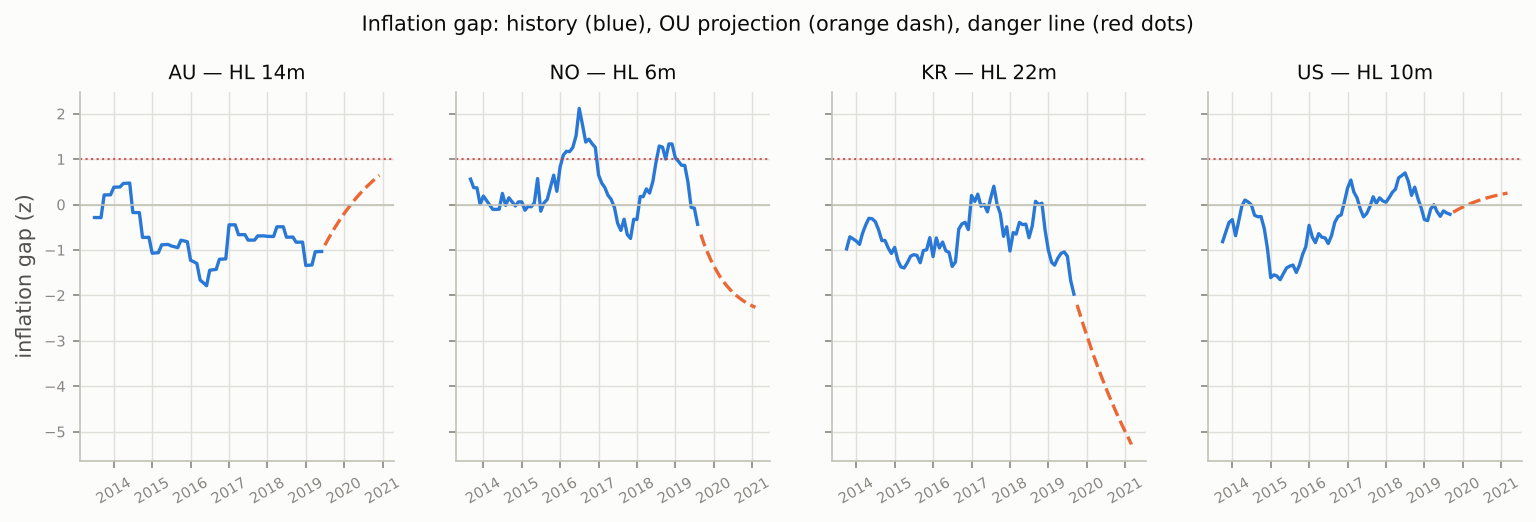 Inflation gap: history (blue), OU projection (orange dash), danger line (red dots)
AU — HL 14m
NO — HL 6m
KR — HL 22m
US — HL 10m
inflation gap (z)
2
1
0
−1
−2
−3
−4
−5
2014 2015 2016 2017 2018 2019 2020 2021
2014 2015 2016 2017 2018 2019 2020 2021
2014 2015 2016 2017 2018 2019 2020 2021
2014 2015 2016 2017 2018 2019 2020 2021